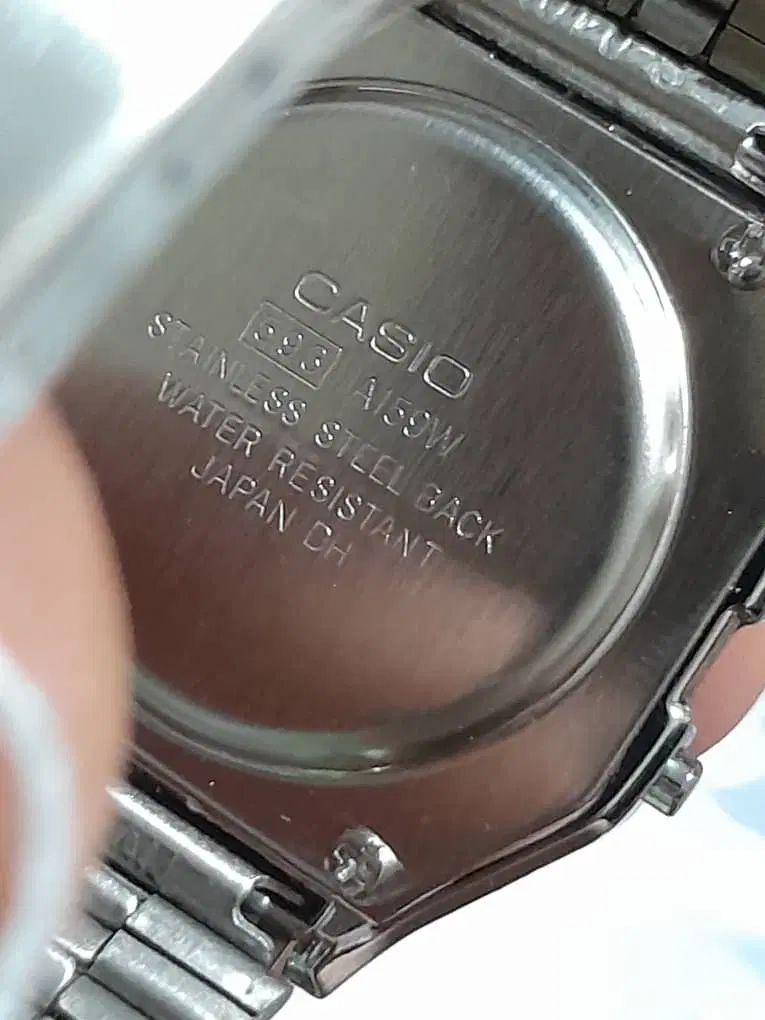 CASIO
593 A159W
STAINLESS STEEL BACK
WATER RESISTANT
JAPAN CH